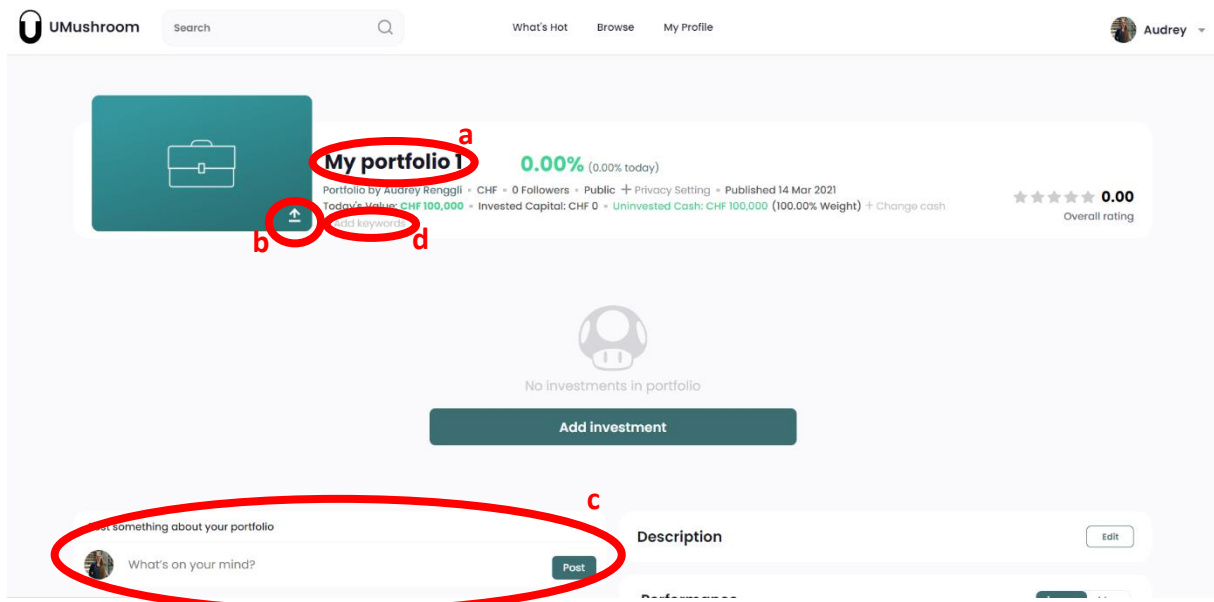 UMushroom Search What's Hot Browse My Profile Audrey
a
My portfolio 1 0.00% (0.00% today)
Portfolio by Audrey Renggli • CHF • 0 Followers • Public + Privacy Setting • Published 14 Mar 2021
Today's Value: CHF 100,000 • Invested Capital: CHF 0 • Uninvested Cash: CHF 100,000 (100.00% Weight) + Change cash
Add keywords
0.00
Overall rating
b
d
No investments in portfolio
Add investment
c
something about your portfolio
What's on your mind?
Post
Description
Edit